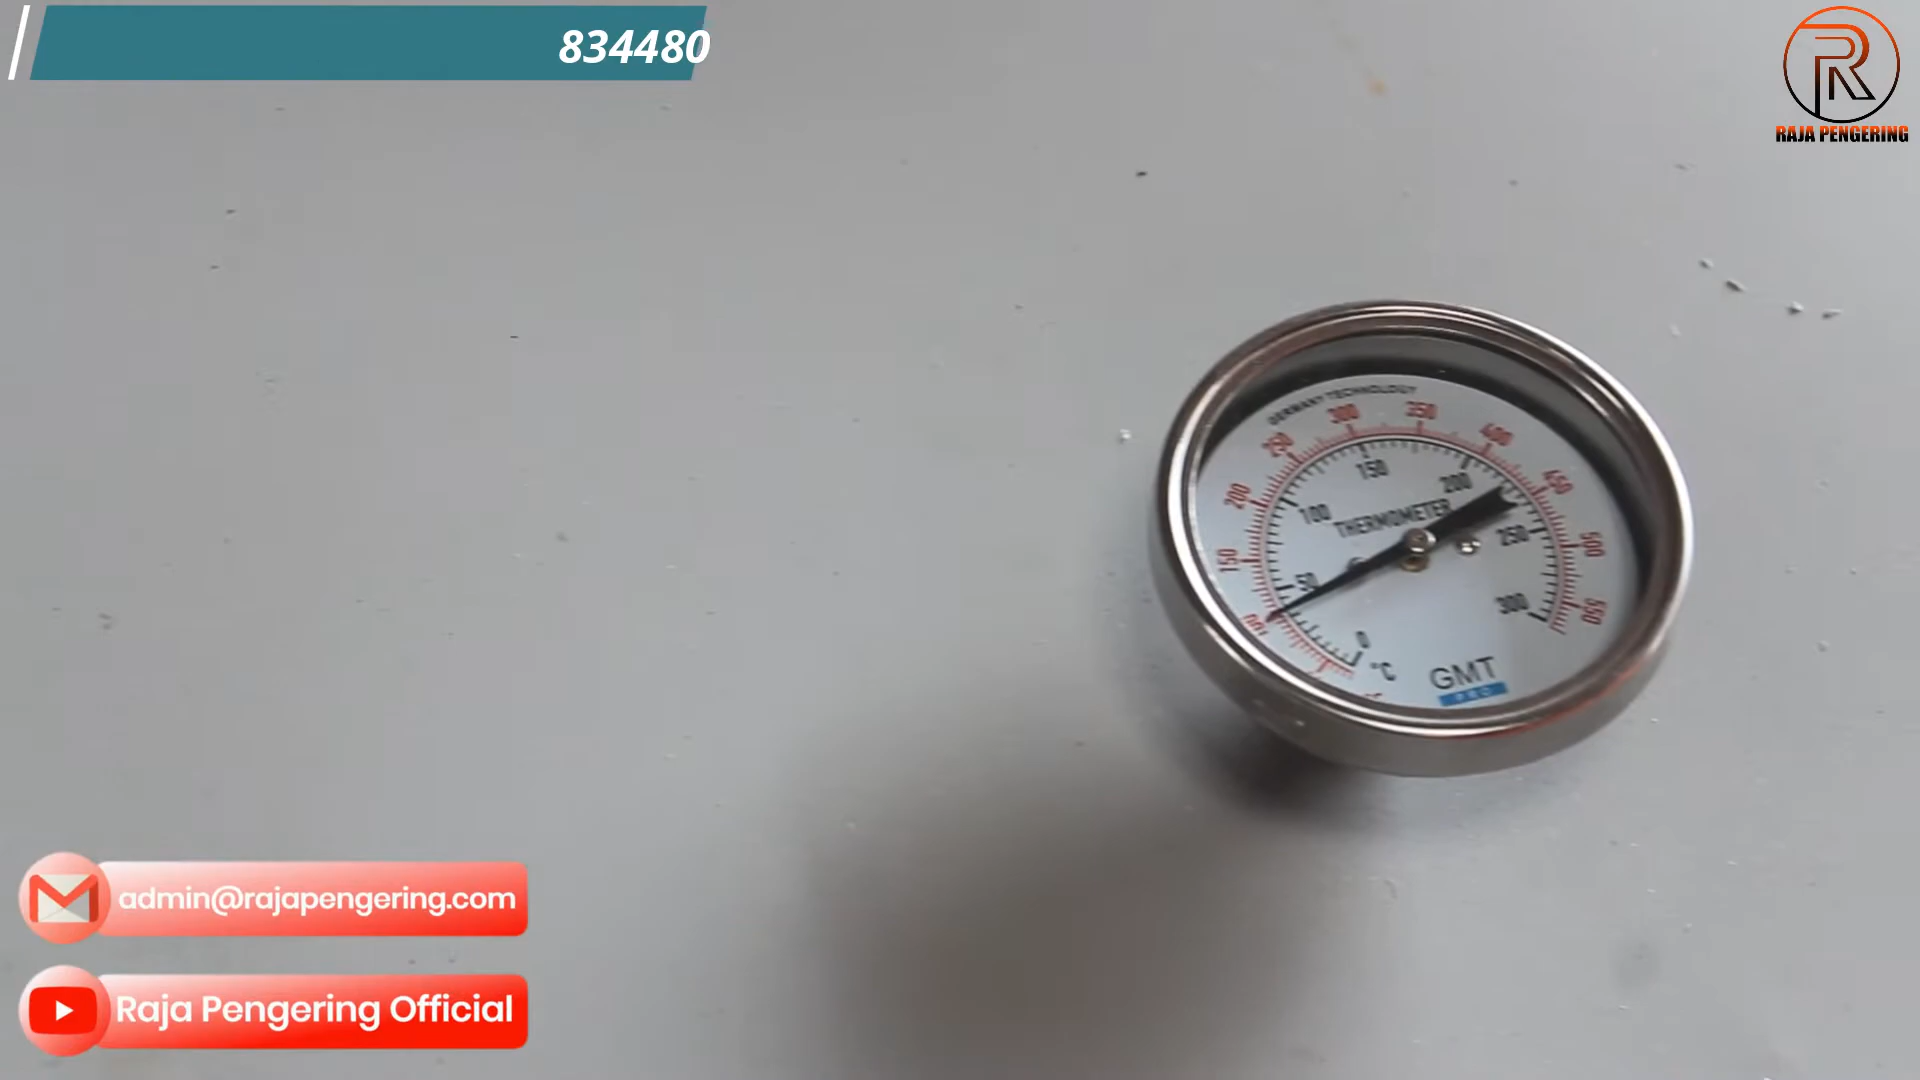 834480
RAJA PENGERING
GERMANY TECHNOLOGY
100 150 200 250 300 350 400 450 500 550
0 50 100 150 200 250 300
THERMOMETER
°C
GMT
PRO
admin@rajapengering.com
Raja Pengering Official